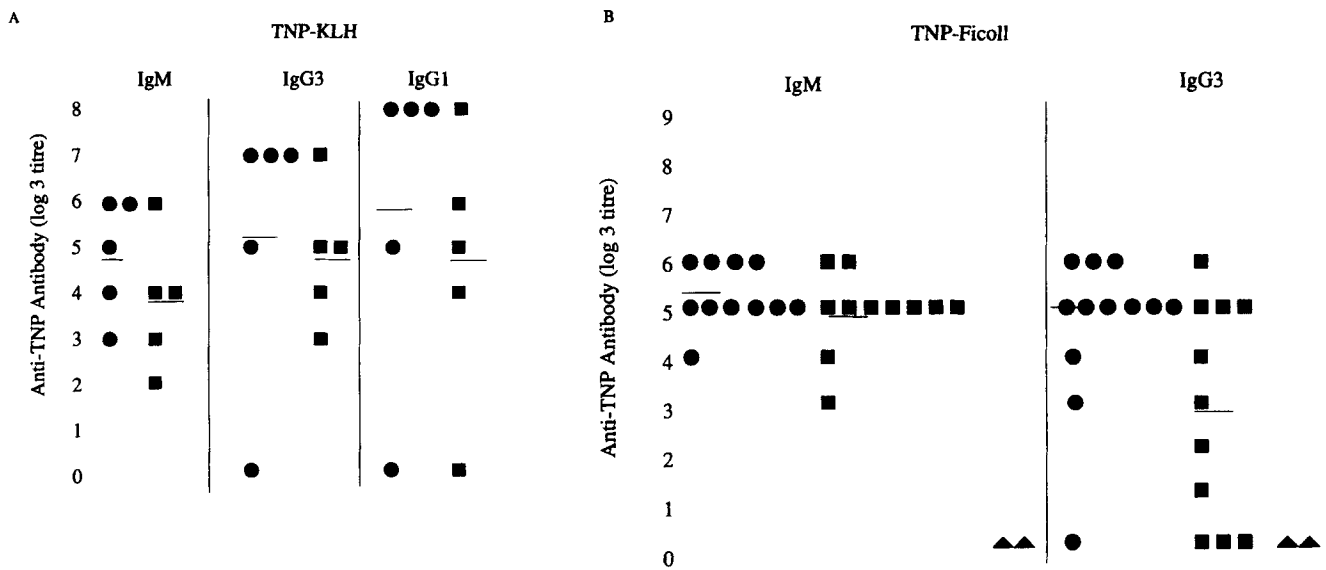 A
TNP-KLH
IgM
IgG3
IgG1
Anti-TNP Antibody (log 3 titre)
8
7
6
5
4
3
2
1
0
B
TNP-Ficoll
IgM
IgG3
Anti-TNP Antibody (log 3 titre)
9
8
7
6
5
4
3
2
1
0